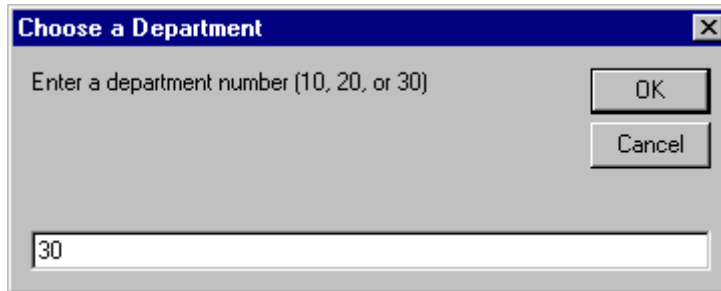 Choose a Department
Enter a department number (10, 20, or 30)
OK
Cancel
30